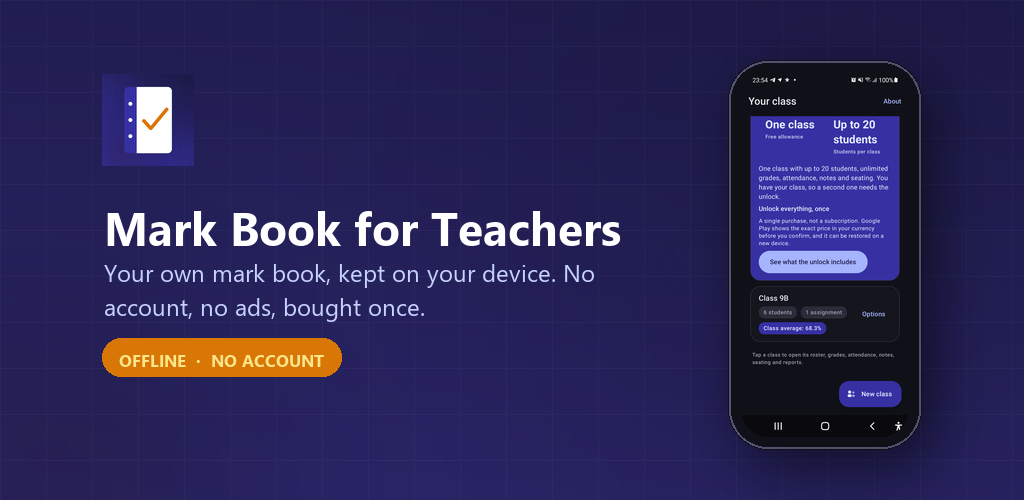 Mark Book for Teachers
Your own mark book, kept on your device. No
account, no ads, bought once.
OFFLINE · NO ACCOUNT
23:54
100%
Your class
About
One class
Free allowance
Up to 20
students
Students per class
One class with up to 20 students, unlimited
grades, attendance, notes and seating. You
have your class, so a second one needs the
unlock.
Unlock everything, once
A single purchase, not a subscription. Google
Play shows the exact price in your currency
before you confirm, and it can be restored on a
new device.
See what the unlock includes
Class 9B
6 students
1 assignment
Options
Class average: 68.3%
Tap a class to open its roster, grades, attendance, notes,
seating and reports.
New class